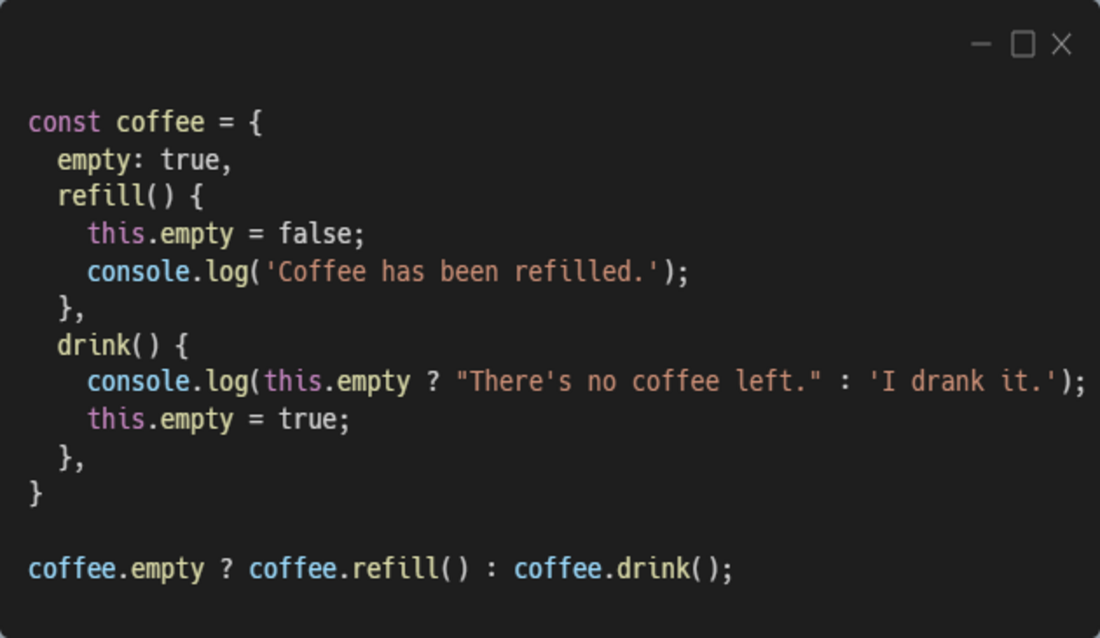 const coffee = {
  empty: true,
  refill() {
    this.empty = false;
    console.log('Coffee has been refilled.');
  },
  drink() {
    console.log(this.empty ? "There's no coffee left." : 'I drank it.');
    this.empty = true;
  },
}

coffee.empty ? coffee.refill() : coffee.drink();